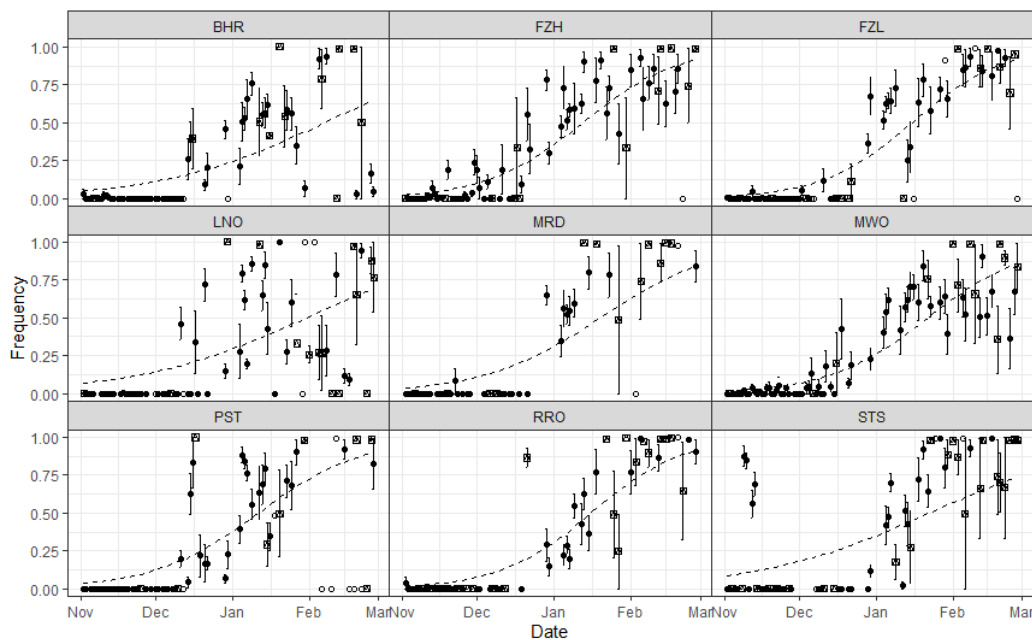 BHR FZH FZL
1.00
0.75
0.50
0.25
0.00
LNO MRD MWO
1.00
0.75
0.50
0.25
0.00
Frequency
PST RRO STS
1.00
0.75
0.50
0.25
0.00
Nov Dec Jan Feb Mar Nov Dec Jan Feb Mar Nov Dec Jan Feb Mar
Date